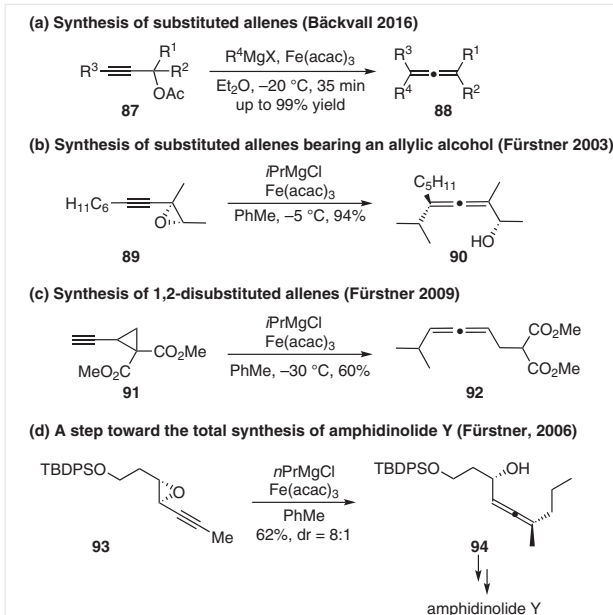 (a) Synthesis of substituted allenes (Bäckvall 2016)
R3
R1
R2
OAc
87
R4MgX, Fe(acac)3
Et2O, –20 °C, 35 min
up to 99% yield
R3
R1
R4
R2
88
(b) Synthesis of substituted allenes bearing an allylic alcohol (Fürstner 2003)
H11C6
O
89
iPrMgCl
Fe(acac)3
PhMe, –5 °C, 94%
C5H11
HO
90
(c) Synthesis of 1,2-disubstituted allenes (Fürstner 2009)
CO2Me
MeO2C
91
iPrMgCl
Fe(acac)3
PhMe, –30 °C, 60%
CO2Me
CO2Me
92
(d) A step toward the total synthesis of amphidinolide Y (Fürstner, 2006)
TBDPSO
O
Me
93
nPrMgCl
Fe(acac)3
PhMe
62%, dr = 8:1
TBDPSO
OH
94
amphidinolide Y